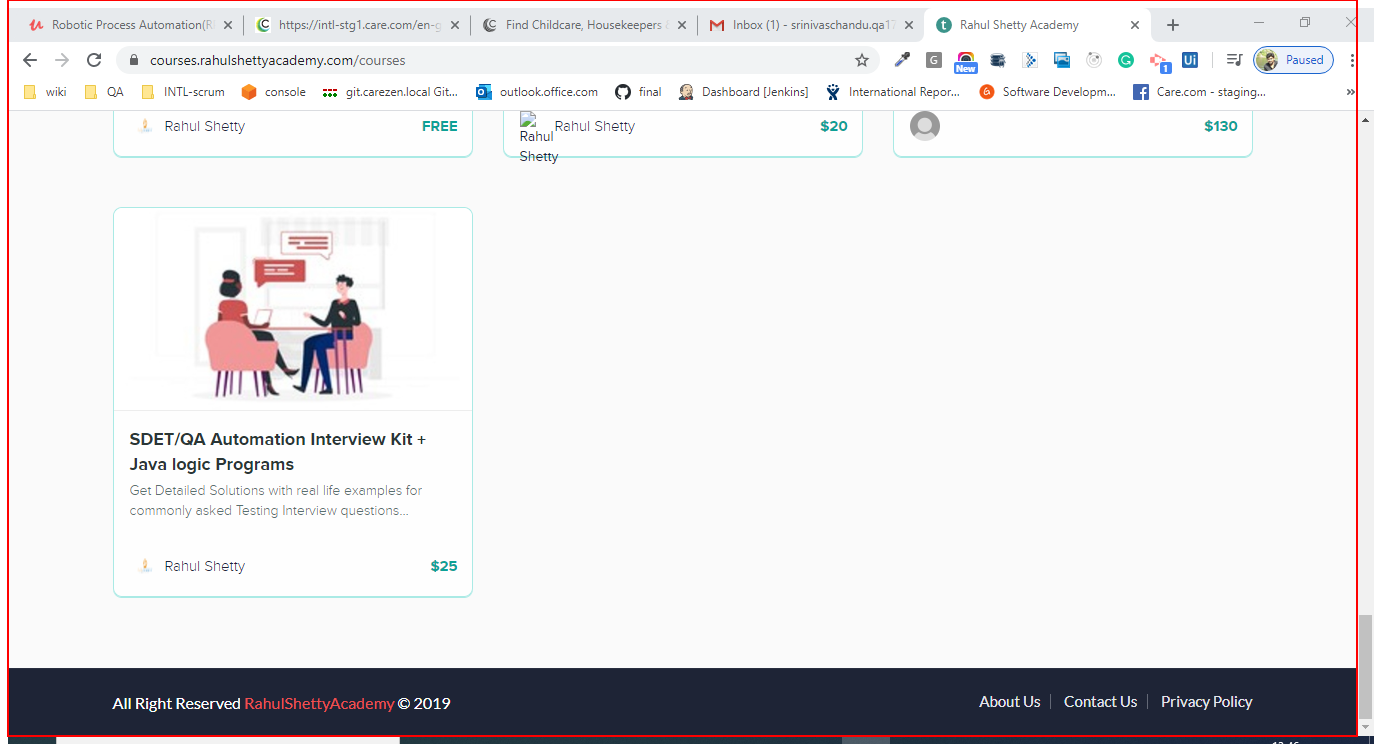 Robotic Process Automation(R
https://intl-stg1.care.com/en-g
Find Childcare, Housekeepers &
Inbox (1) - srinivaschandu.qa17
Rahul Shetty Academy
courses.rahulshettyacademy.com/courses
G
New
1
Ui
Paused
wiki
QA
INTL-scrum
console
git.carezen.local Git...
outlook.office.com
final
Dashboard [Jenkins]
International Repor...
Software Developm...
Care.com - staging...
Rahul Shetty
FREE
Rahul
Shetty
Rahul Shetty
$20
$130
SDET/QA Automation Interview Kit +
Java logic Programs
Get Detailed Solutions with real life examples for
commonly asked Testing Interview questions...
Rahul Shetty
$25
All Right Reserved RahulShettyAcademy © 2019
About Us
Contact Us
Privacy Policy